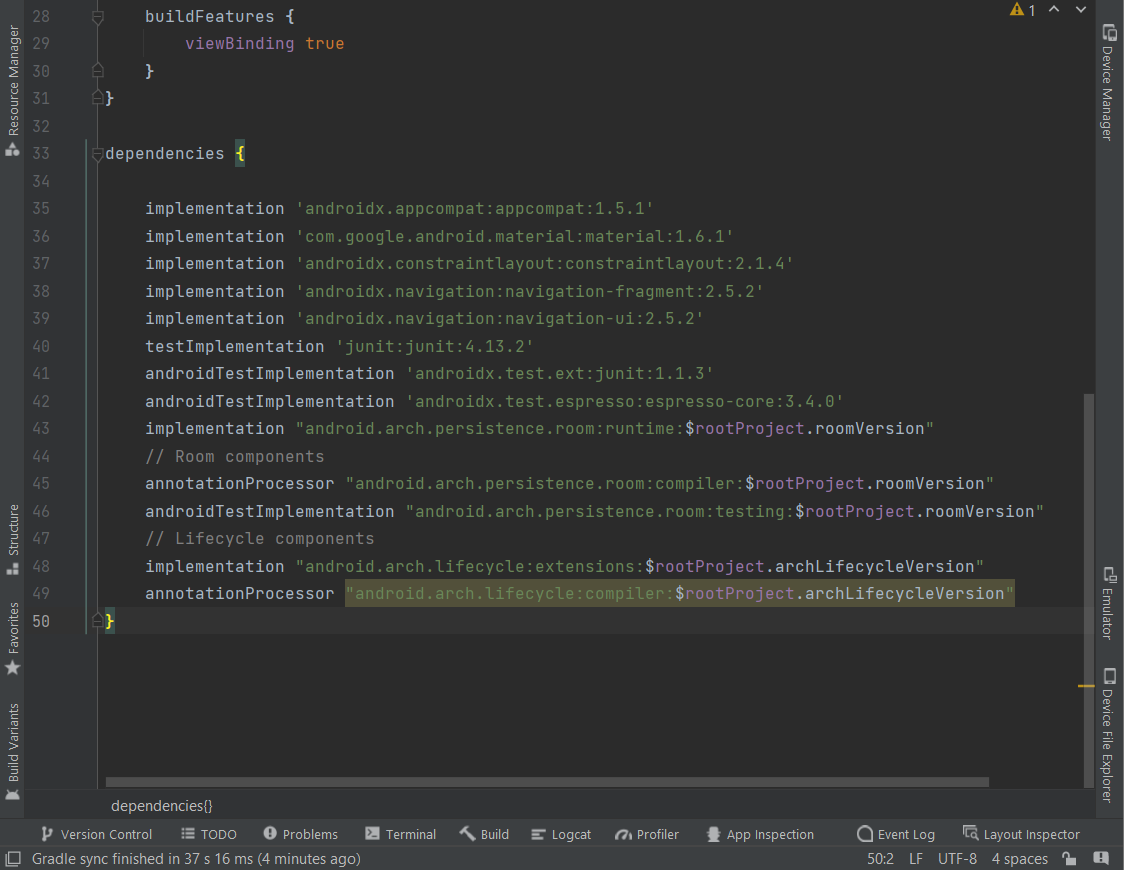 Resource Manager
Structure
Favorites
Build Variants
1
Device Manager
Emulator
Device File Explorer
28 buildFeatures {
29 viewBinding true
30 }
31 }
32
33 dependencies {
34
35 implementation 'androidx.appcompat:appcompat:1.5.1'
36 implementation 'com.google.android.material:material:1.6.1'
37 implementation 'androidx.constraintlayout:constraintlayout:2.1.4'
38 implementation 'androidx.navigation:navigation-fragment:2.5.2'
39 implementation 'androidx.navigation:navigation-ui:2.5.2'
40 testImplementation 'junit:junit:4.13.2'
41 androidTestImplementation 'androidx.test.ext:junit:1.1.3'
42 androidTestImplementation 'androidx.test.espresso:espresso-core:3.4.0'
43 implementation "android.arch.persistence.room:runtime:$rootProject.roomVersion"
44 // Room components
45 annotationProcessor "android.arch.persistence.room:compiler:$rootProject.roomVersion"
46 androidTestImplementation "android.arch.persistence.room:testing:$rootProject.roomVersion"
47 // Lifecycle components
48 implementation "android.arch.lifecycle:extensions:$rootProject.archLifecycleVersion"
49 annotationProcessor "android.arch.lifecycle:compiler:$rootProject.archLifecycleVersion"
50 }
dependencies{}
Version Control TODO Problems Terminal Build Logcat Profiler App Inspection Event Log Layout Inspector
Gradle sync finished in 37 s 16 ms (4 minutes ago) 50:2 LF UTF-8 4 spaces